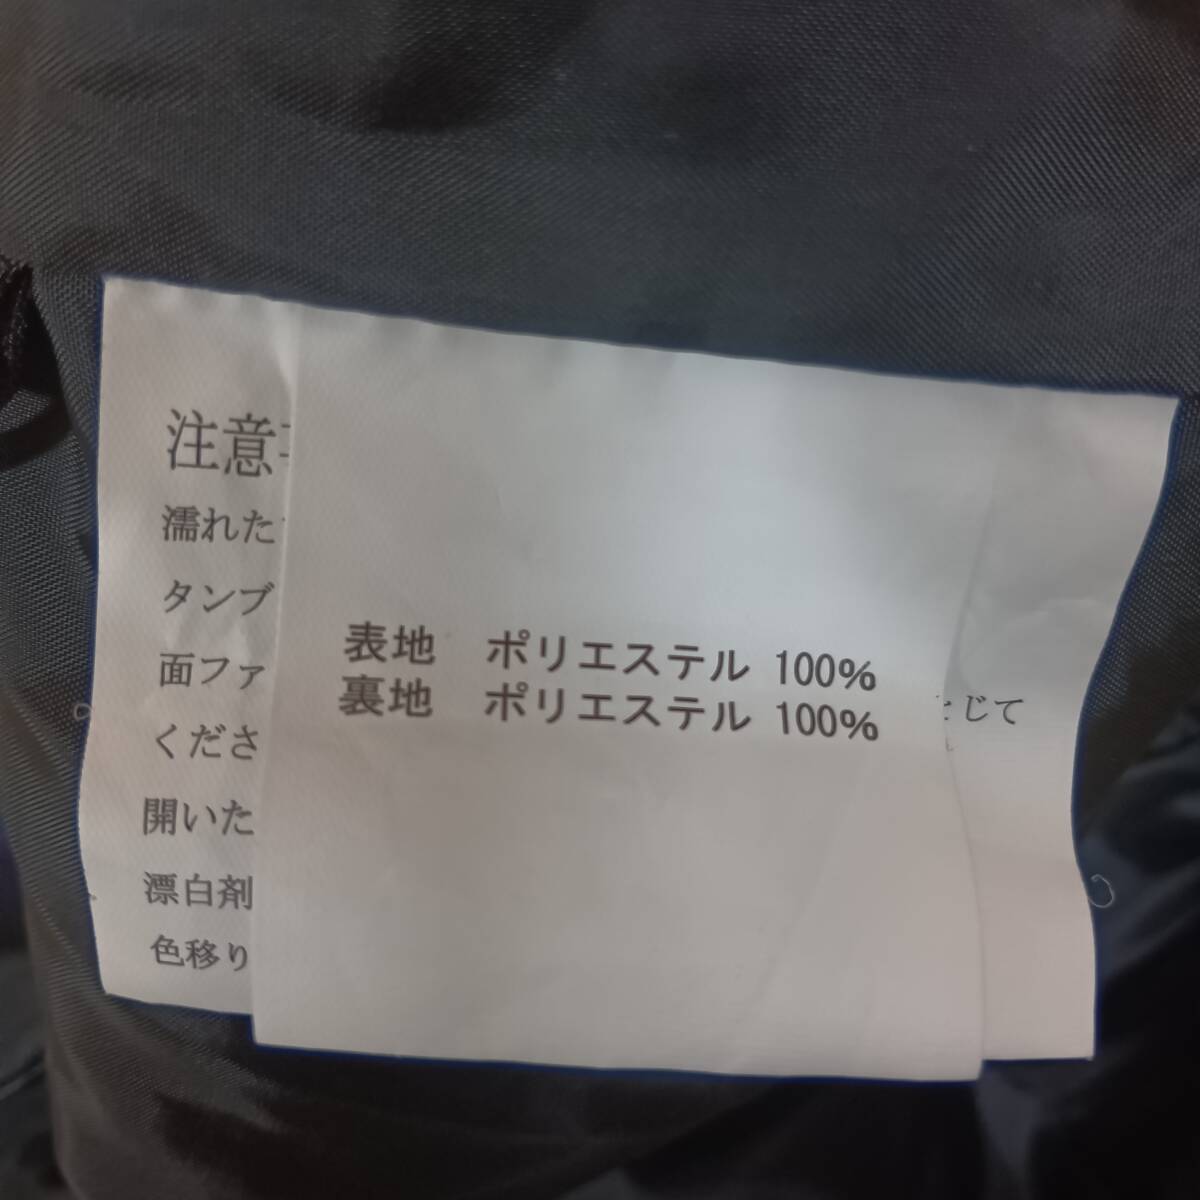 注意
濡れた
タンブ
面ファ
くださ
開いた
漂白剤
色移り
表地 ポリエステル 100%
裏地 ポリエステル 100%
じて